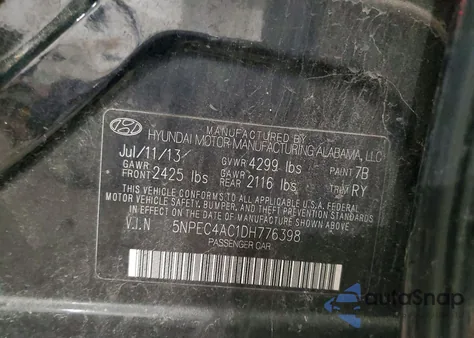 MANUFACTURED BY
HYUNDAI MOTOR MANUFACTURING ALABAMA, LLC
Jul/11/13 GVWR 4299 lbs PAINT 7B
GAWR FRONT 2425 lbs GAWR REAR 2116 lbs TRIM RY
THIS VEHICLE CONFORMS TO ALL APPLICABLE U.S.A. FEDERAL
MOTOR VEHICLE SAFETY, BUMPER, AND THEFT PREVENTION STANDARDS
IN EFFECT ON THE DATE OF MANUFACTURE SHOWN ABOVE.
V.I.N 5NPEC4AC1DH776398
PASSENGER CAR
autoSnap